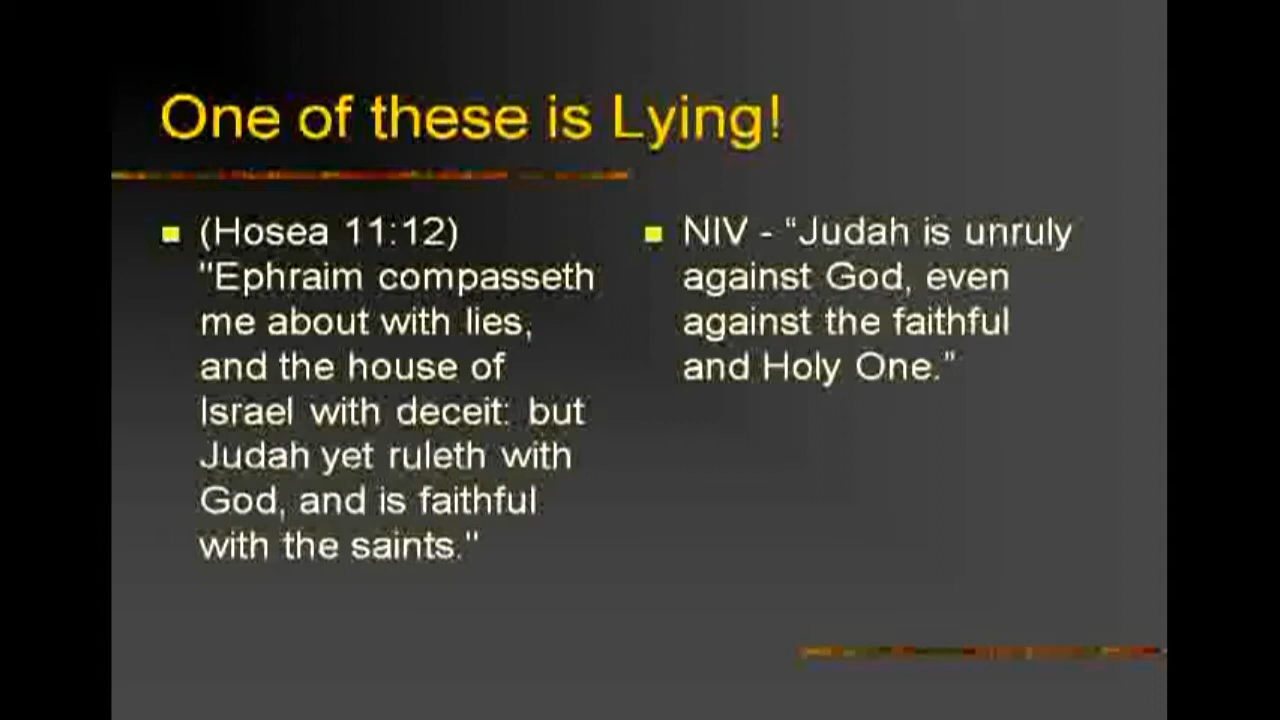 One of these is Lying!
(Hosea 11:12)
"Ephraim compasseth
me about with lies,
and the house of
Israel with deceit: but
Judah yet ruleth with
God, and is faithful
with the saints."
NIV - “Judah is unruly
against God, even
against the faithful
and Holy One.”